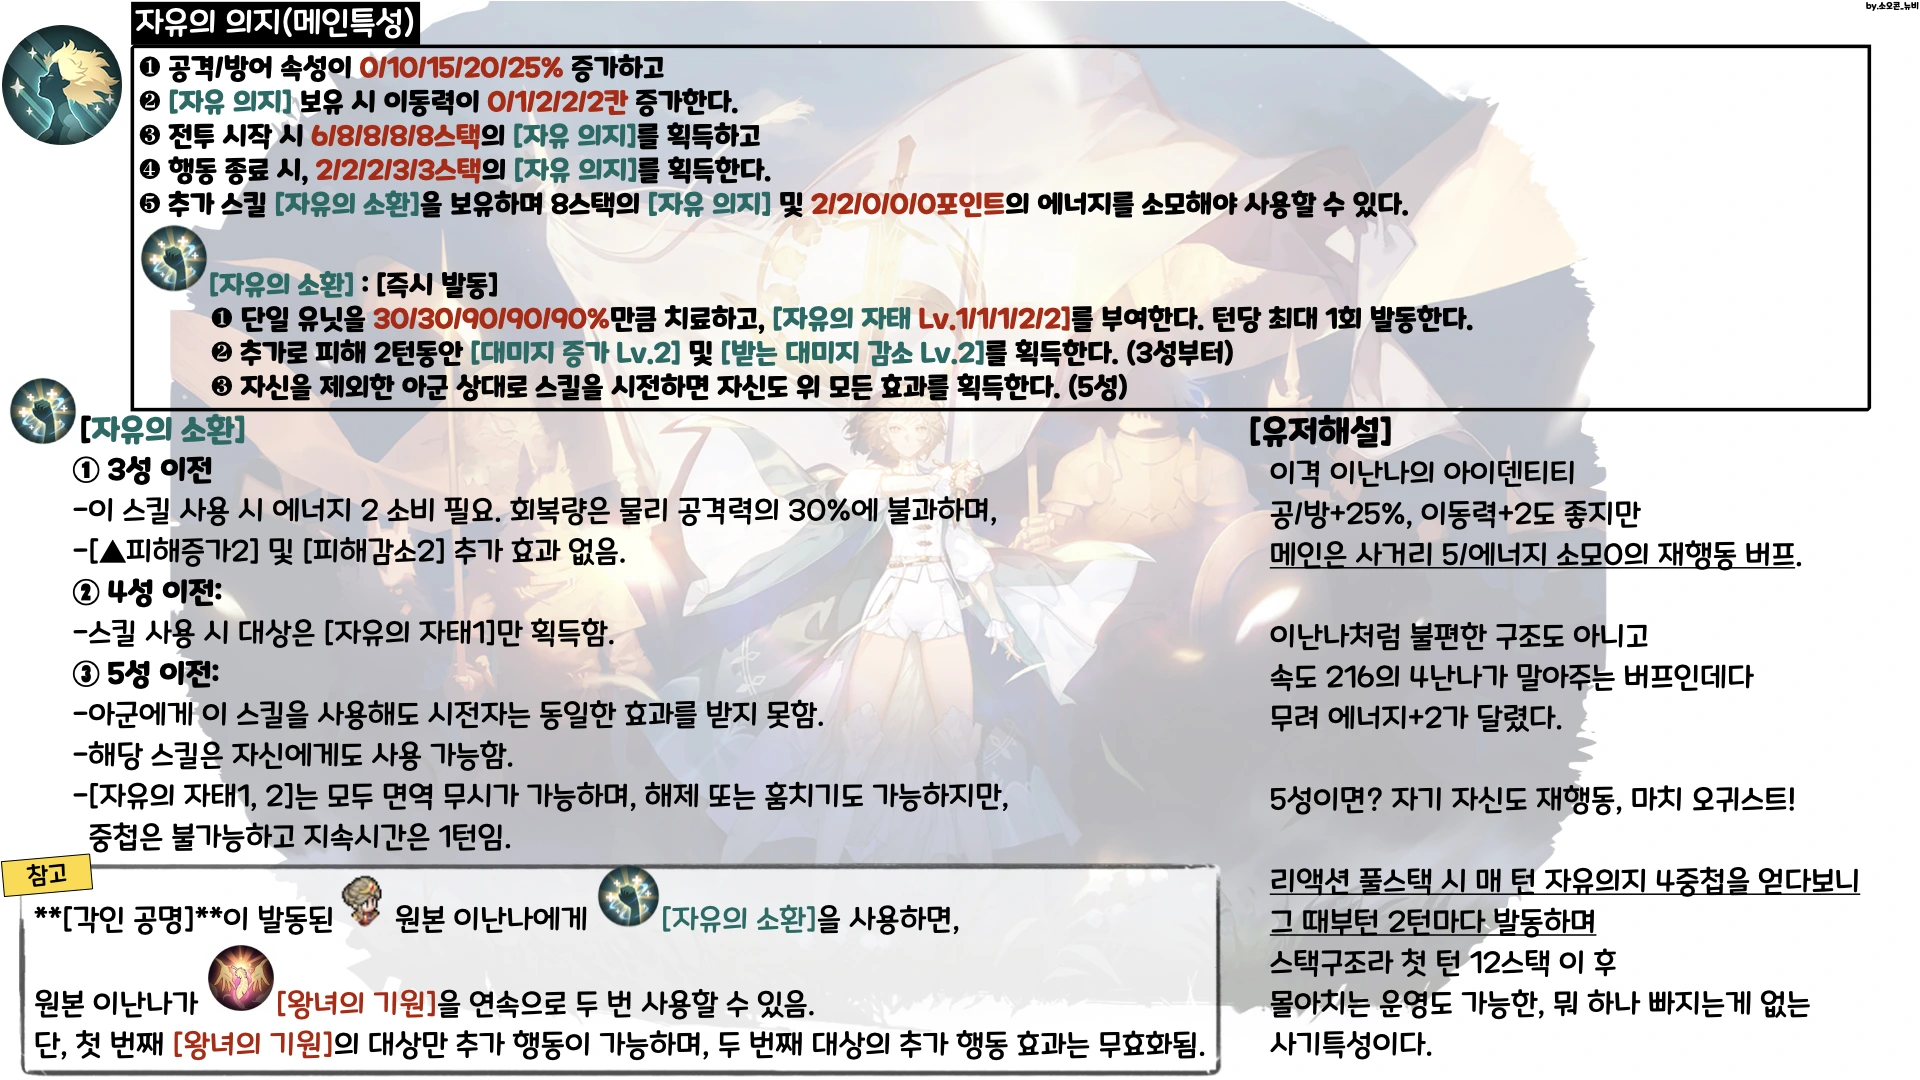 by.소오콘_뉴비
자유의 의지(메인특성)
❶ 공격/방어 속성이 0/10/15/20/25% 증가하고
❷ [자유 의지] 보유 시 이동력이 0/1/2/2/2칸 증가한다.
❸ 전투 시작 시 6/8/8/8/8스택의 [자유 의지]를 획득하고
❹ 행동 종료 시, 2/2/2/3/3스택의 [자유 의지]를 획득한다.
❺ 추가 스킬 [자유의 소환]을 보유하며 8스택의 [자유 의지] 및 2/2/0/0/0포인트의 에너지를 소모해야 사용할 수 있다.
[자유의 소환] : [즉시 발동]
❶ 단일 유닛을 30/30/90/90/90%만큼 치료하고, [자유의 자태 Lv.1/1/1/2/2]를 부여한다. 턴당 최대 1회 발동한다.
❷ 추가로 피해 2턴동안 [대미지 증가 Lv.2] 및 [받는 대미지 감소 Lv.2]를 획득한다. (3성부터)
❸ 자신을 제외한 아군 상대로 스킬을 시전하면 자신도 위 모든 효과를 획득한다. (5성)
[자유의 소환]
① 3성 이전
-이 스킬 사용 시 에너지 2 소비 필요. 회복량은 물리 공격력의 30%에 불과하며,
-[▲피해증가2] 및 [피해감소2] 추가 효과 없음.
② 4성 이전:
-스킬 사용 시 대상은 [자유의 자태1]만 획득함.
③ 5성 이전:
-아군에게 이 스킬을 사용해도 시전자는 동일한 효과를 받지 못함.
-해당 스킬은 자신에게도 사용 가능함.
-[자유의 자태1, 2]는 모두 면역 무시가 가능하며, 해제 또는 훔치기도 가능하지만,
중첩은 불가능하고 지속시간은 1턴임.
참고
**[각인 공명]**이 발동된 원본 이난나에게 [자유의 소환]을 사용하면,
원본 이난나가 [왕녀의 기원]을 연속으로 두 번 사용할 수 있음.
단, 첫 번째 [왕녀의 기원]의 대상만 추가 행동이 가능하며, 두 번째 대상의 추가 행동 효과는 무효화됨.
[유저해설]
이격 이난나의 아이덴티티
공/방+25%, 이동력+2도 좋지만
메인은 사거리 5/에너지 소모0의 재행동 버프.
이난나처럼 불편한 구조도 아니고
속도 216의 4난나가 말아주는 버프인데다
무려 에너지+2가 달렸다.
5성이면? 자기 자신도 재행동, 마치 오귀스트!
리액션 풀스택 시 매 턴 자유의지 4중첩을 얻다보니
그 때부턴 2턴마다 발동하며
스택구조라 첫 턴 12스택 이 후
몰아치는 운영도 가능한, 뭐 하나 빠지는게 없는
사기특성이다.